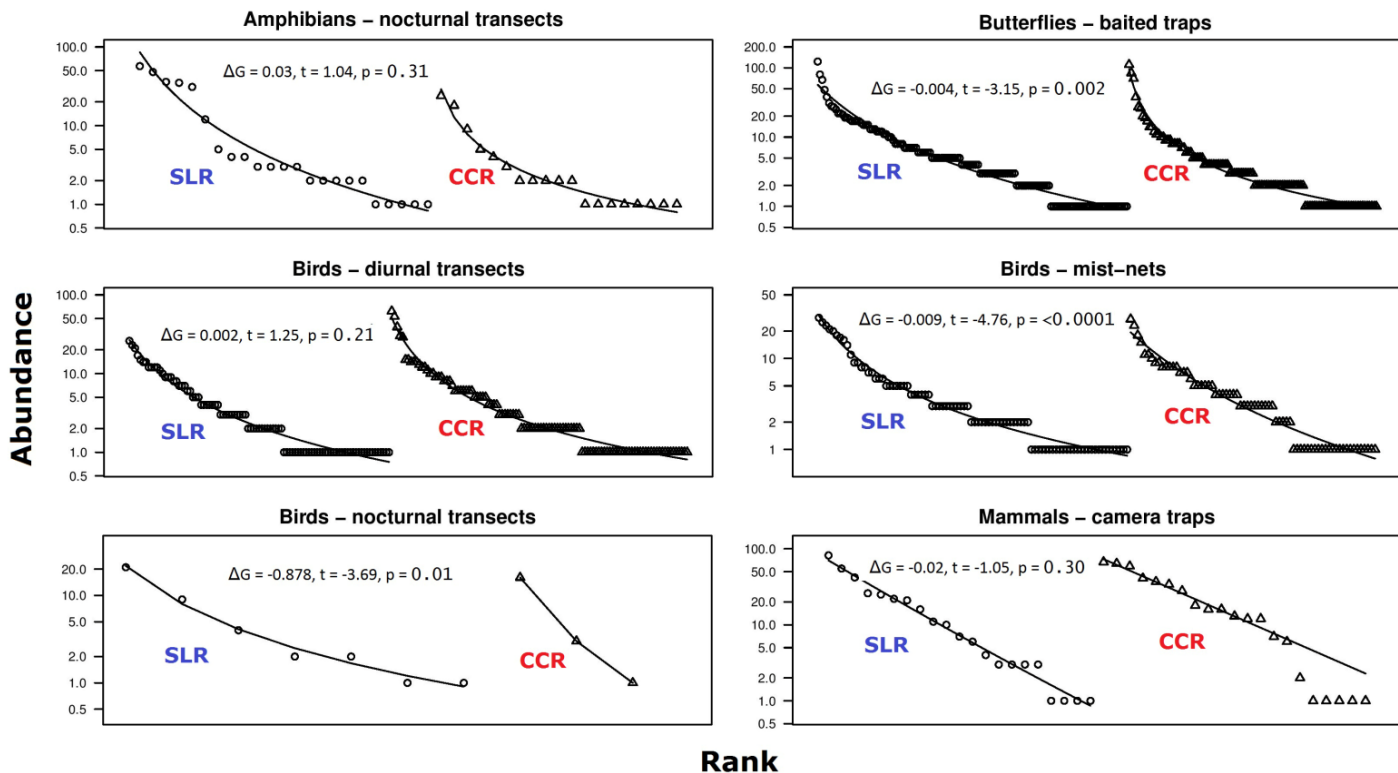 Amphibians – nocturnal transects
100.0
50.0
20.0
10.0
5.0
2.0
1.0
0.5
ΔG = 0.03, t = 1.04, p = 0.31
SLR
CCR
Butterflies – baited traps
200.0
100.0
50.0
20.0
10.0
5.0
2.0
1.0
0.5
ΔG = -0.004, t = -3.15, p = 0.002
SLR
CCR
Abundance
Birds – diurnal transects
100.0
50.0
20.0
10.0
5.0
2.0
1.0
0.5
ΔG = 0.002, t = 1.25, p = 0.21
SLR
CCR
Birds – mist-nets
50
20
10
5
2
1
ΔG = -0.009, t = -4.76, p = <0.0001
SLR
CCR
Birds – nocturnal transects
20.0
10.0
5.0
2.0
1.0
0.5
ΔG = -0.878, t = -3.69, p = 0.01
SLR
CCR
Mammals – camera traps
100.0
50.0
20.0
10.0
5.0
2.0
1.0
0.5
ΔG = -0.02, t = -1.05, p = 0.30
SLR
CCR
Rank